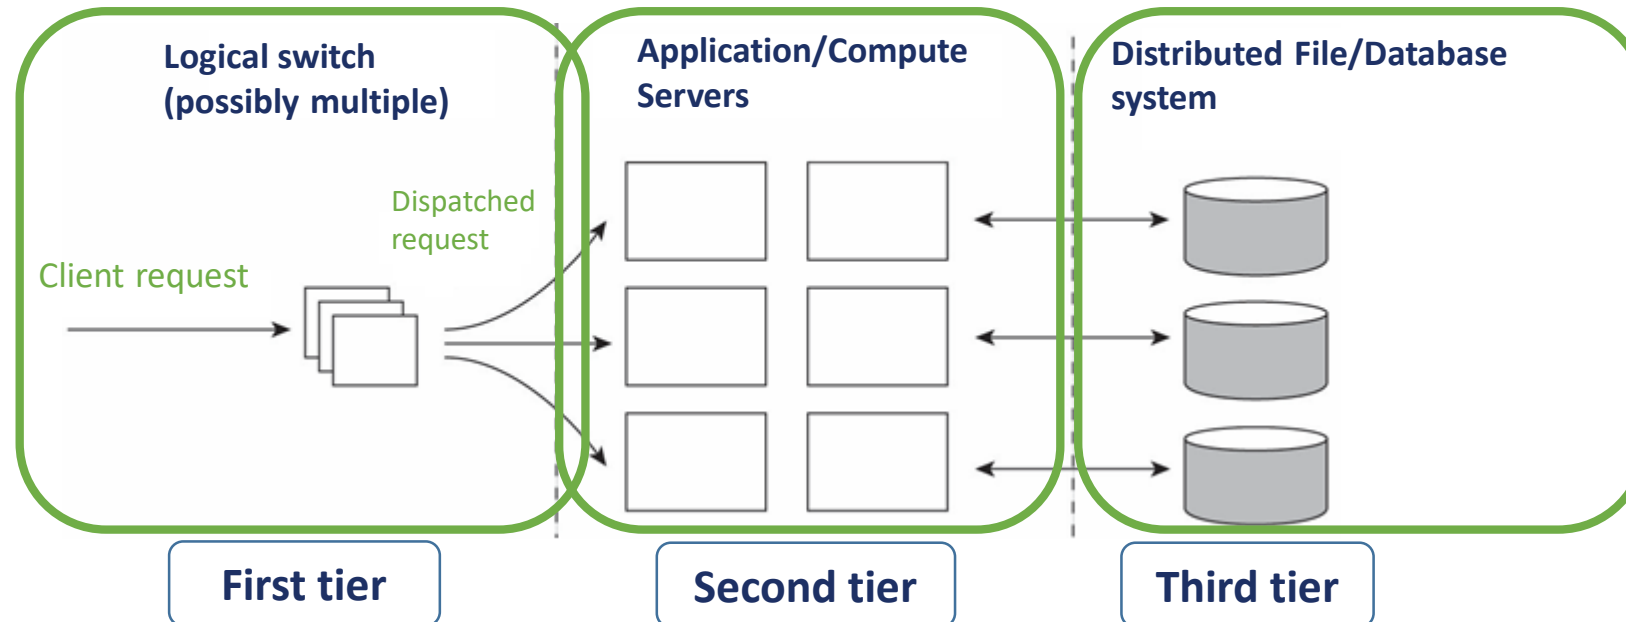 Logical switch
(possibly multiple)
Application/Compute
Servers
Distributed File/Database
system
Dispatched
request
Client request
First tier
Second tier
Third tier